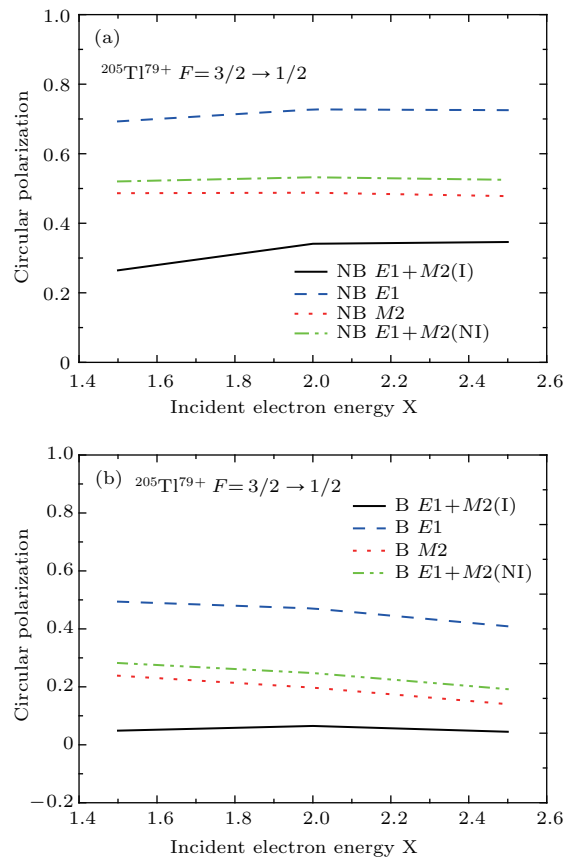 (a)
²⁰⁵Tl⁷⁹⁺ F = 3/2 → 1/2
Circular polarization
1.0
0.8
0.6
0.4
0.2
0
NB E1+M2(I)
NB E1
NB M2
NB E1+M2(NI)
1.4 1.6 1.8 2.0 2.2 2.4 2.6
Incident electron energy X
(b) ²⁰⁵Tl⁷⁹⁺ F = 3/2 → 1/2
Circular polarization
1.0
0.8
0.6
0.4
0.2
0
−0.2
B E1+M2(I)
B E1
B M2
B E1+M2(NI)
1.4 1.6 1.8 2.0 2.2 2.4 2.6
Incident electron energy X